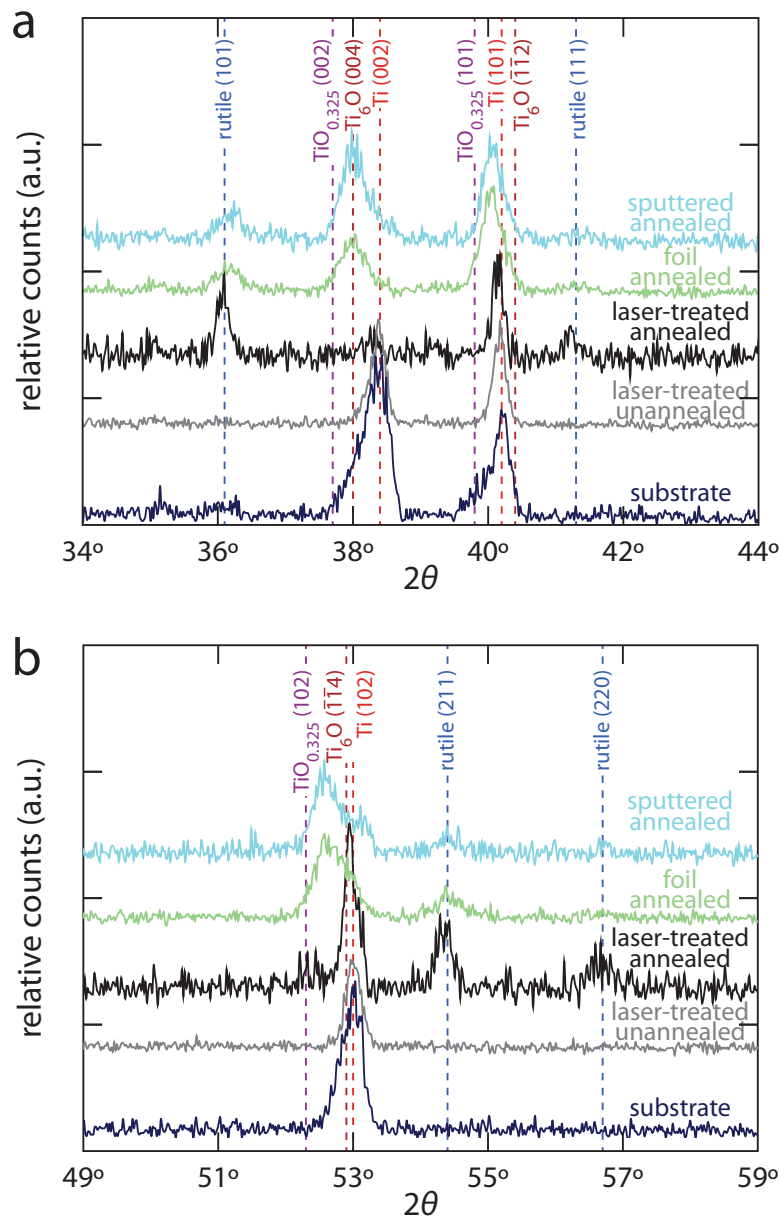 a
rutile (101)
TiO0.325 (002)
Ti6O (004)
Ti (002)
TiO0.325 (101)
Ti (101)
Ti6O (1̅12)
rutile (111)
relative counts (a.u.)
sputtered
annealed
foil
annealed
laser-treated
annealed
laser-treated
unannealed
substrate
34º 36º 38º 40º 42º 44º
2θ
b
TiO0.325 (102)
Ti6O (1̅1̅4)
Ti (102)
rutile (211)
rutile (220)
relative counts (a.u.)
sputtered
annealed
foil
annealed
laser-treated
annealed
laser-treated
unannealed
substrate
49º 51º 53º 55º 57º 59º
2θ